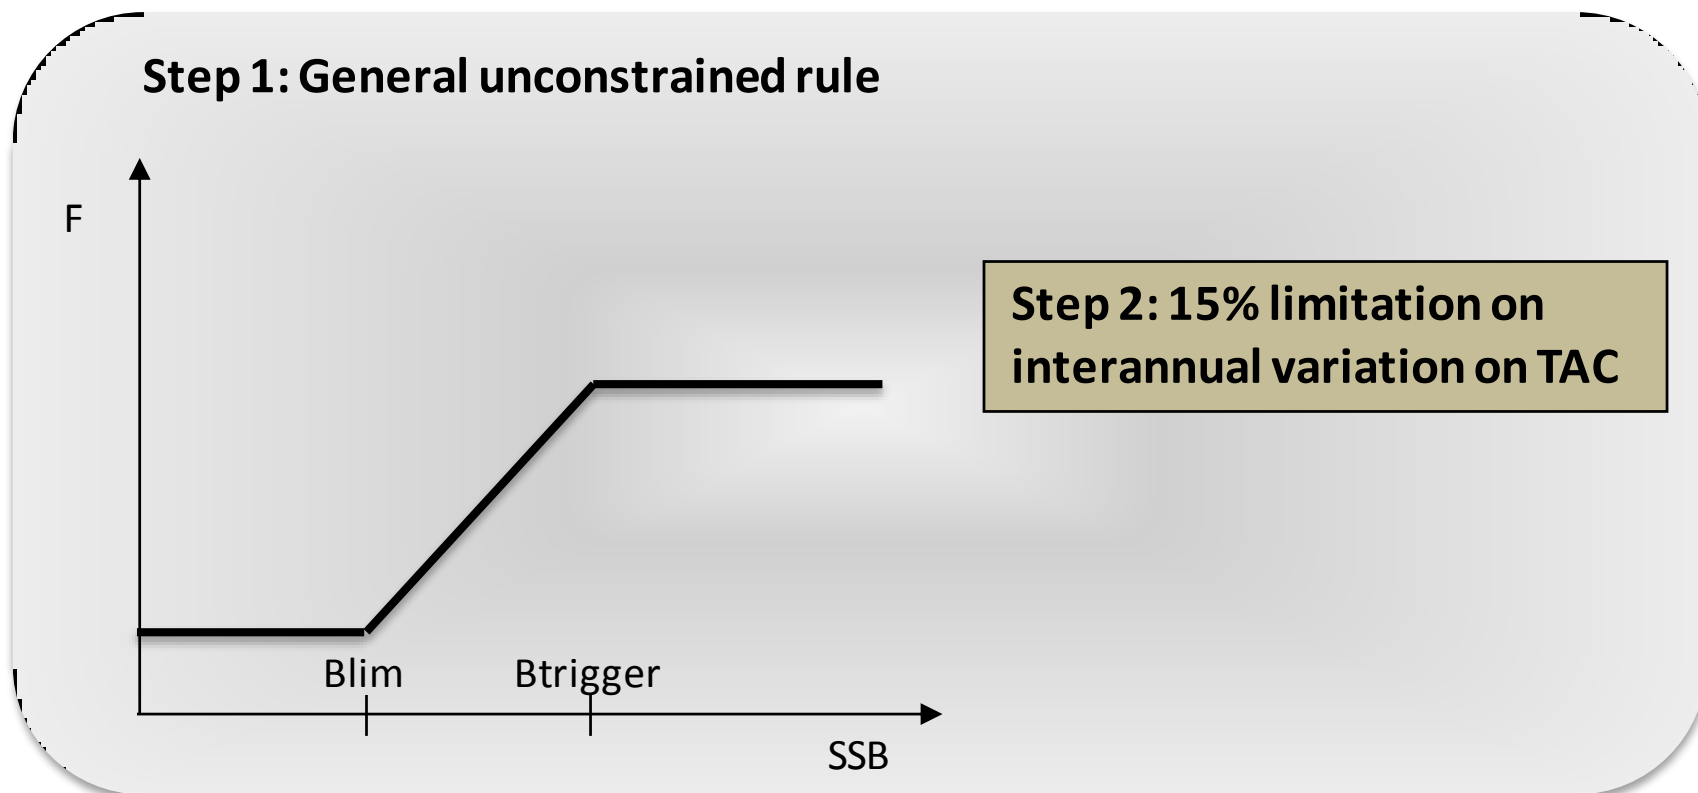 Step 1: General unconstrained rule
F
Step 2: 15% limitation on
interannual variation on TAC
Blim
Btrigger
SSB